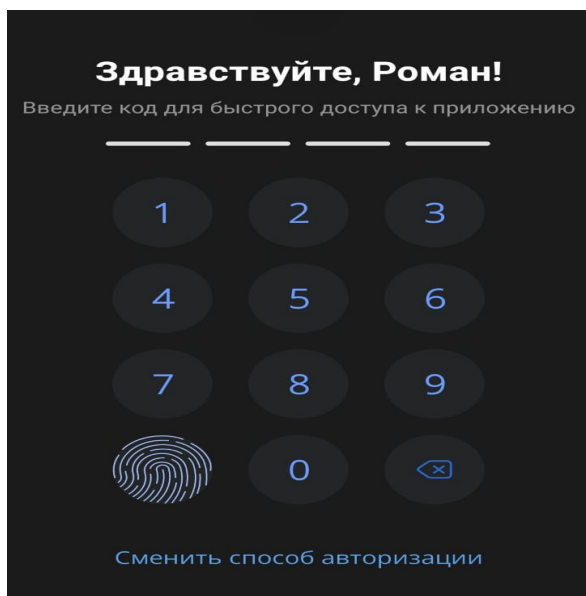 Здравствуйте, Роман!
Введите код для быстрого доступа к приложению
1 2 3
4 5 6
7 8 9
0
Сменить способ авторизации